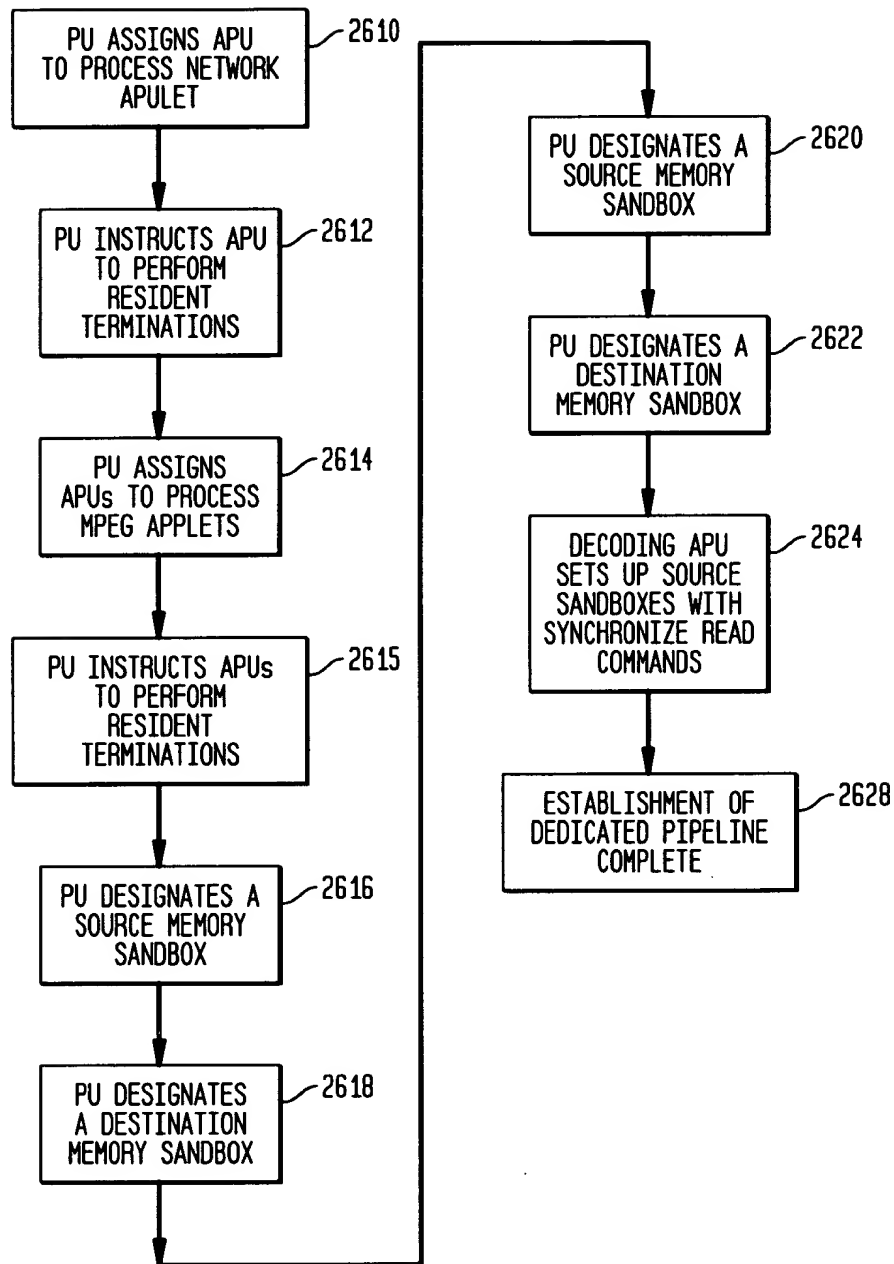 PU ASSIGNS APU
TO PROCESS NETWORK
APULET
2610
PU INSTRUCTS APU
TO PERFORM
RESIDENT
TERMINATIONS
2612
PU ASSIGNS
APUs TO PROCESS
MPEG APPLETS
2614
PU INSTRUCTS APUs
TO PERFORM
RESIDENT
TERMINATIONS
2615
PU DESIGNATES A
SOURCE MEMORY
SANDBOX
2616
PU DESIGNATES
A DESTINATION
MEMORY SANDBOX
2618
PU DESIGNATES A
SOURCE MEMORY
SANDBOX
2620
PU DESIGNATES A
DESTINATION
MEMORY SANDBOX
2622
DECODING APU
SETS UP SOURCE
SANDBOXES WITH
SYNCHRONIZE READ
COMMANDS
2624
ESTABLISHMENT OF
DEDICATED PIPELINE
COMPLETE
2628